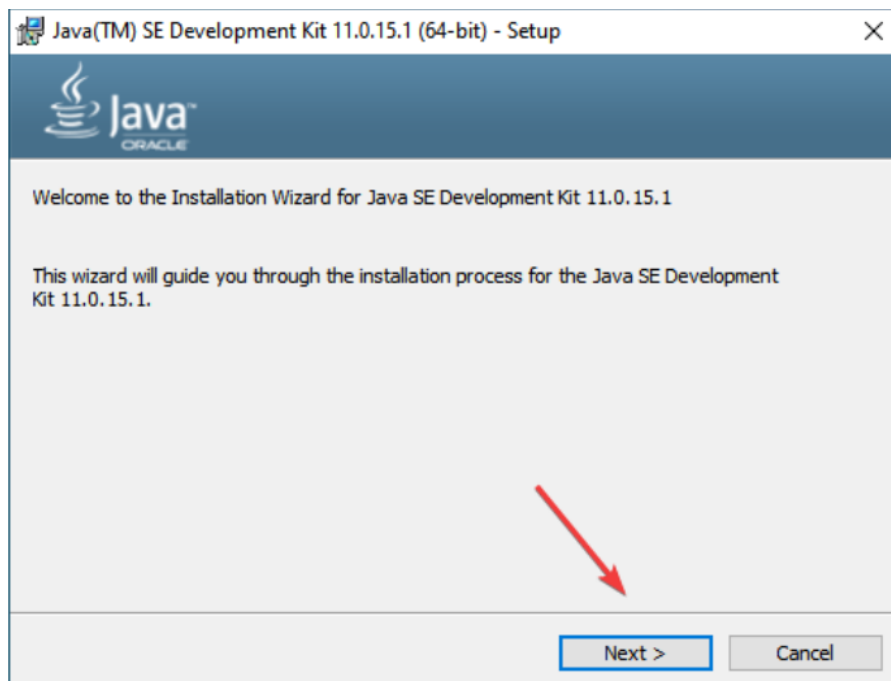 Java(TM) SE Development Kit 11.0.15.1 (64-bit) - Setup
Java™
ORACLE
Welcome to the Installation Wizard for Java SE Development Kit 11.0.15.1
This wizard will guide you through the installation process for the Java SE Development
Kit 11.0.15.1.
Next >
Cancel